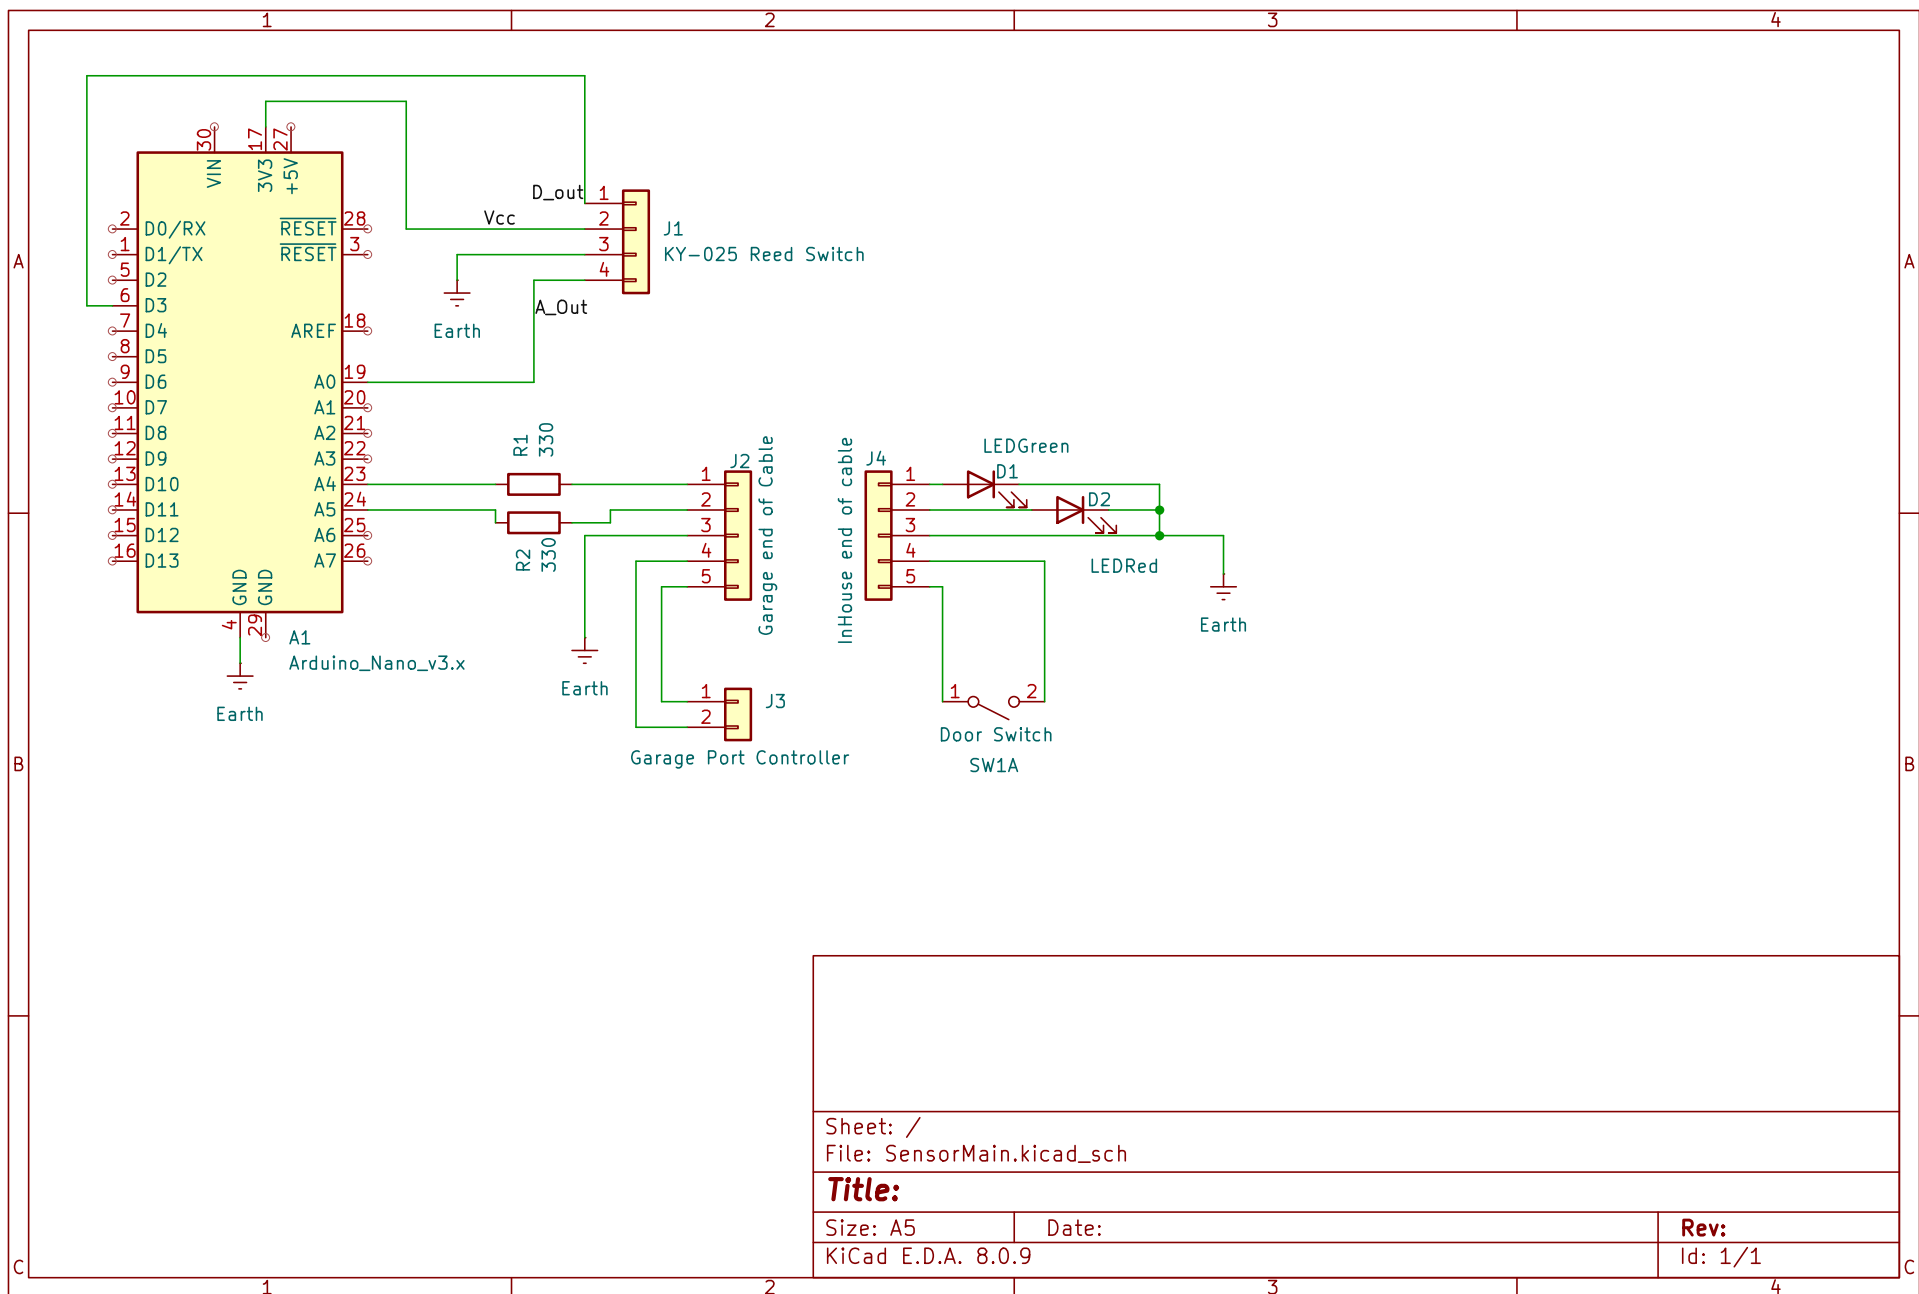 1 2 3 4
A A
B B
C C
30 17 27
VIN 3V3 +5V
2 D0/RX RESET 28
1 D1/TX RESET 3
5 D2
6 D3
7 D4 AREF 18
8 D5
9 D6 A0 19
10 D7 A1 20
11 D8 A2 21
12 D9 A3 22
13 D10 A4 23
14 D11 A5 24
15 D12 A6 25
16 D13 A7 26
GND GND
4 29
A1
Arduino_Nano_v3.x
Earth
D_out
Vcc
A_Out
Earth
1
2
3
4
J1
KY-025 Reed Switch
R1
330
R2
330
J2
Garage end of Cable
1
2
3
4
5
Earth
1
2
J3
Garage Port Controller
InHouse end of cable
J4
1
2
3
4
5
LEDGreen
D1
D2
LEDRed
Earth
1 2
Door Switch
SW1A
Sheet: /
File: SensorMain.kicad_sch
Title:
Size: A5 Date: Rev:
KiCad E.D.A. 8.0.9 Id: 1/1
1 2 3 4